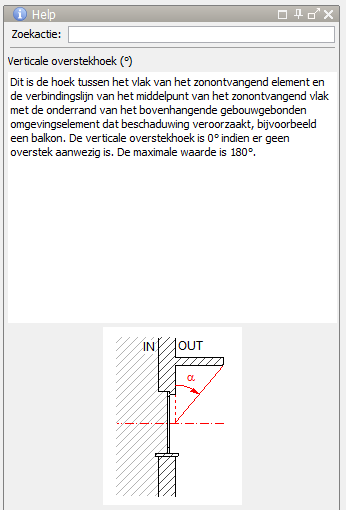 Help
Zoekactie:
Verticale overstekhoek (°)
Dit is de hoek tussen het vlak van het zonontvangend element en
de verbindingslijn van het middelpunt van het zonontvangend vlak
met de onderrand van het bovenhangende gebouwgebonden
omgevingselement dat beschaduwing veroorzaakt, bijvoorbeeld
een balkon. De verticale overstekhoek is 0° indien er geen
overstek aanwezig is. De maximale waarde is 180°.
IN OUT
α